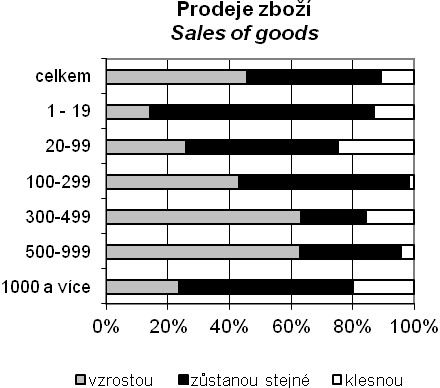 Prodeje zboží
Sales of goods
celkem
1 - 19
20-99
100-299
300-499
500-999
1000 a více
0% 20% 40% 60% 80% 100%
vzrostou zůstanou stejné klesnou